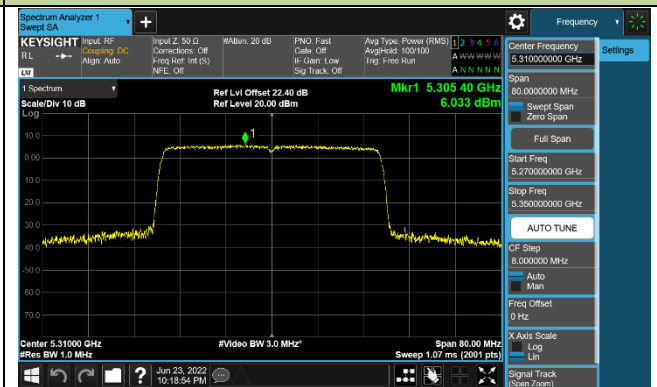 Spectrum Analyzer 1
Swept SA
+
Frequency
KEYSIGHT
RL
LXI
Input: RF
Coupling: DC
Align: Auto
Input Z: 50 Ω
Corrections: Off
Freq Ref: Int (S)
NFE: Off
#Atten: 20 dB
PNO: Fast
Gate: Off
IF Gain: Low
Sig Track: Off
Avg Type: Power (RMS)
Avg|Hold: 100/100
Trig: Free Run
1 2 3 4 5 6
A W W W W W
A N N N N N
Center Frequency
5.310000000 GHz
Settings
Span
80.0000000 MHz
Swept Span
Zero Span
Full Span
Start Freq
5.270000000 GHz
Stop Freq
5.350000000 GHz
AUTO TUNE
CF Step
8.000000 MHz
Auto
Man
Freq Offset
0 Hz
X Axis Scale
Log
Lin
Signal Track
(Span Zoom)
1 Spectrum
Scale/Div 10 dB
Log
Ref Lvl Offset 22.40 dB
Ref Level 20.00 dBm
Mkr1 5.305 40 GHz
6.033 dBm
1
10.0
0.00
-10.0
-20.0
-30.0
-40.0
-50.0
-60.0
-70.0
Center 5.31000 GHz
#Res BW 1.0 MHz
#Video BW 3.0 MHz*
Span 80.00 MHz
Sweep 1.07 ms (2001 pts)
?
Jun 23, 2022
10:18:54 PM